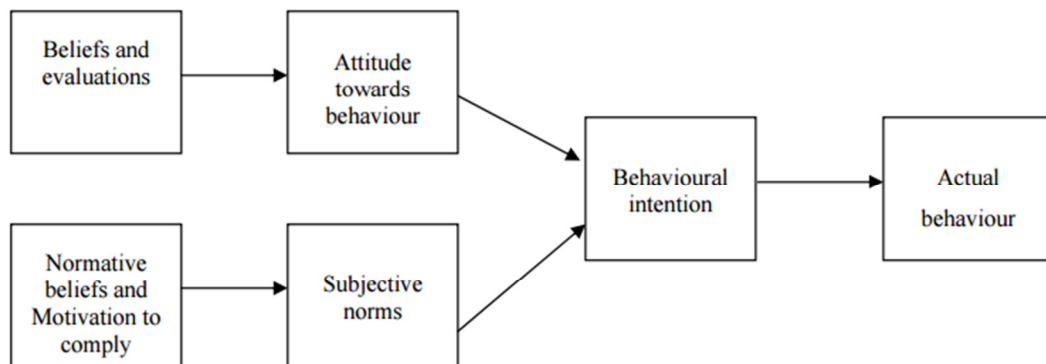 Beliefs and
evaluations
Attitude
towards
behaviour
Behavioural
intention
Actual
behaviour
Normative
beliefs and
Motivation to
comply
Subjective
norms